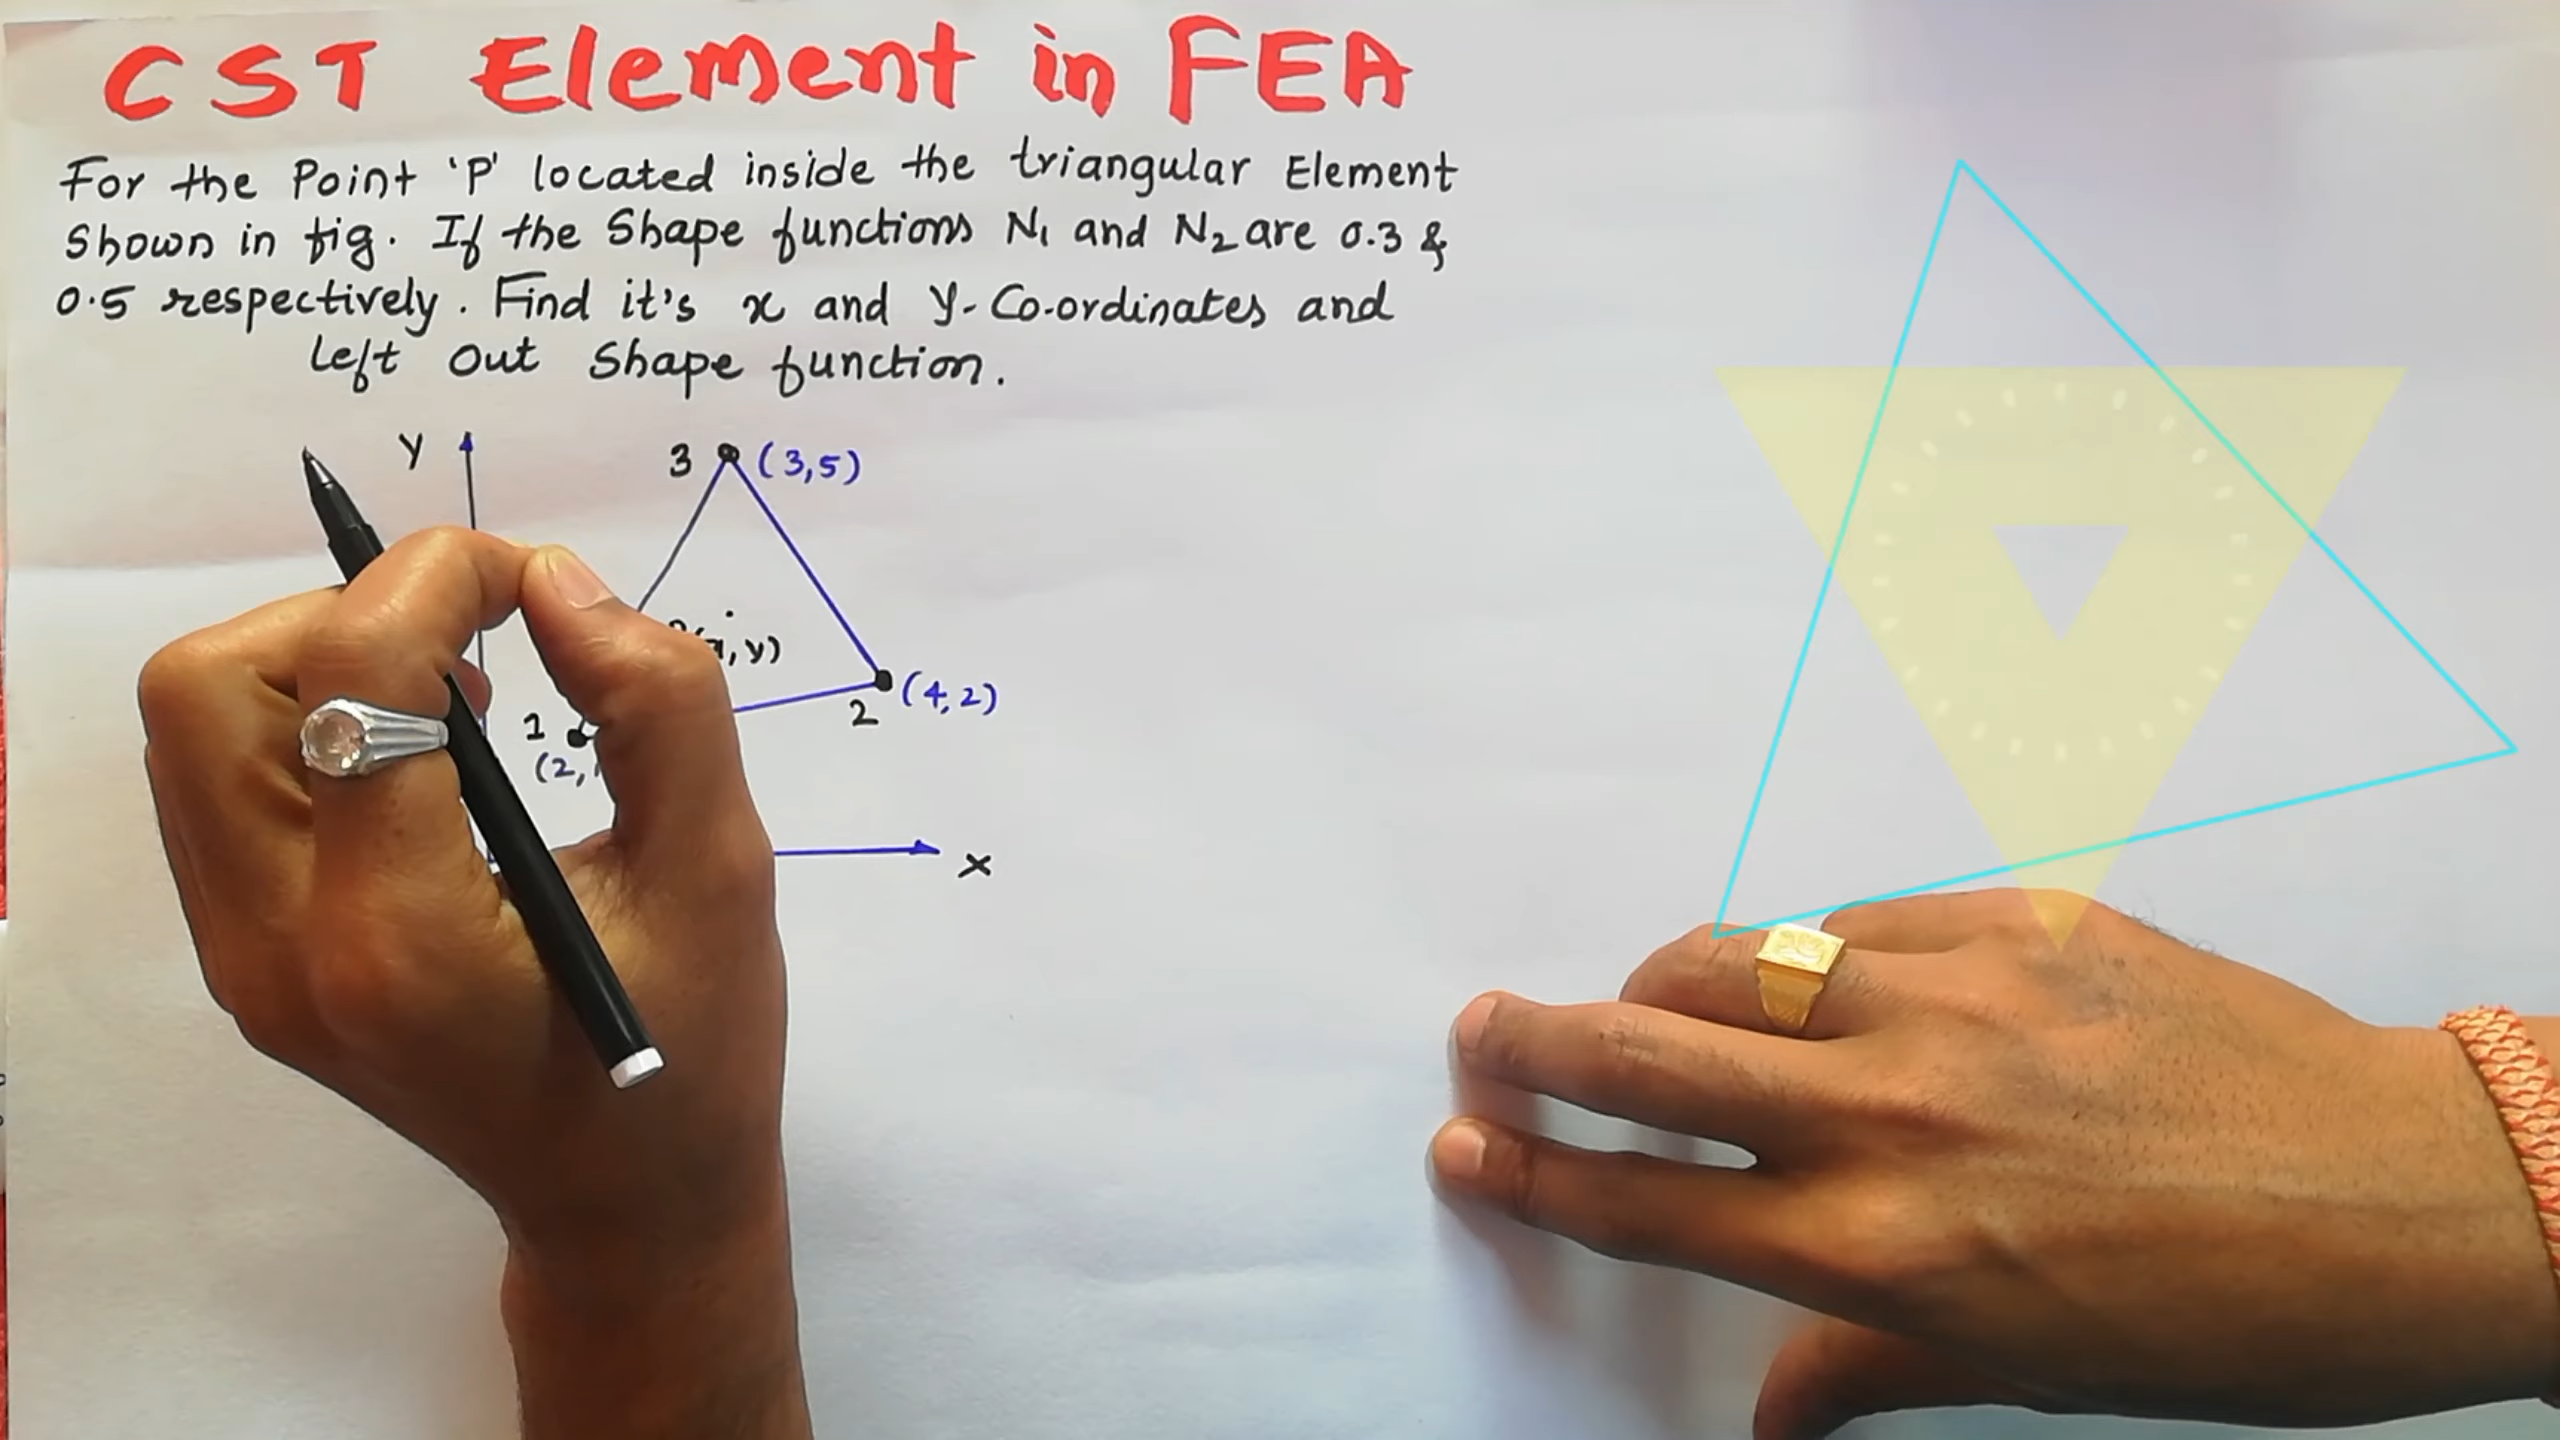 CST Element in FEA
For the Point 'P' located inside the triangular Element
Shown in fig. If the Shape functions N₁ and N₂ are 0.3 &
0.5 respectively. Find it's x and y-Co-ordinates and
left out Shape function.
Y
3 (3,5)
, y)
2 (4,2)
1
(2,
x